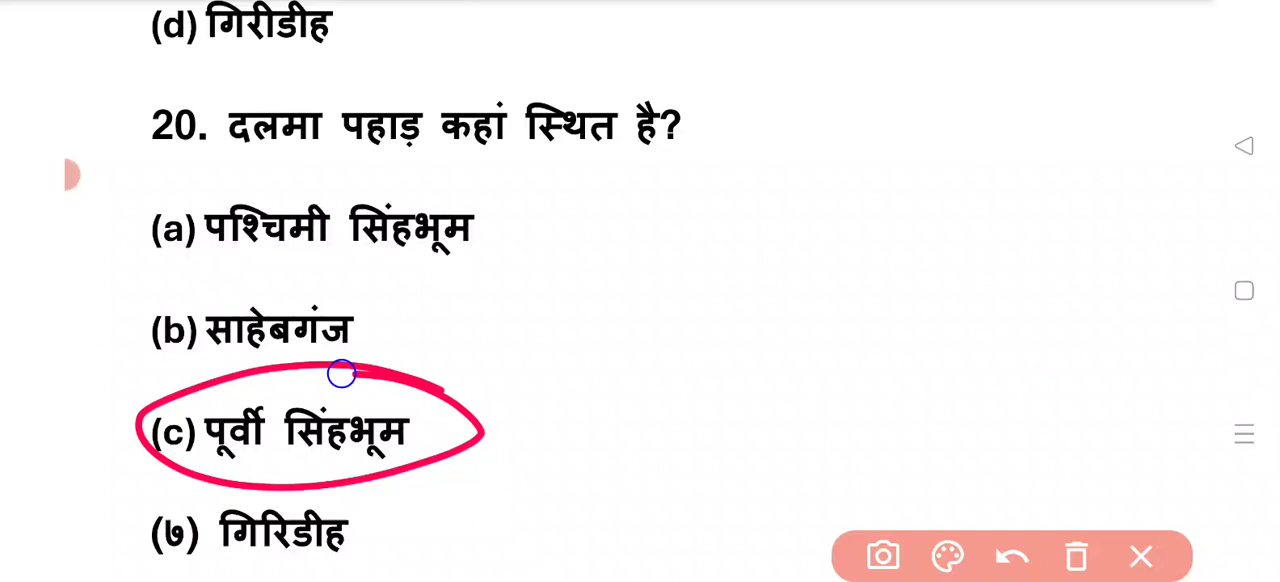 (d) गिरीडीह
20. दलमा पहाड़ कहां स्थित है?
(a) पश्चिमी सिंहभूम
(b) साहेबगंज
(c) पूर्वी सिंहभूम
(७) गिरिडीह